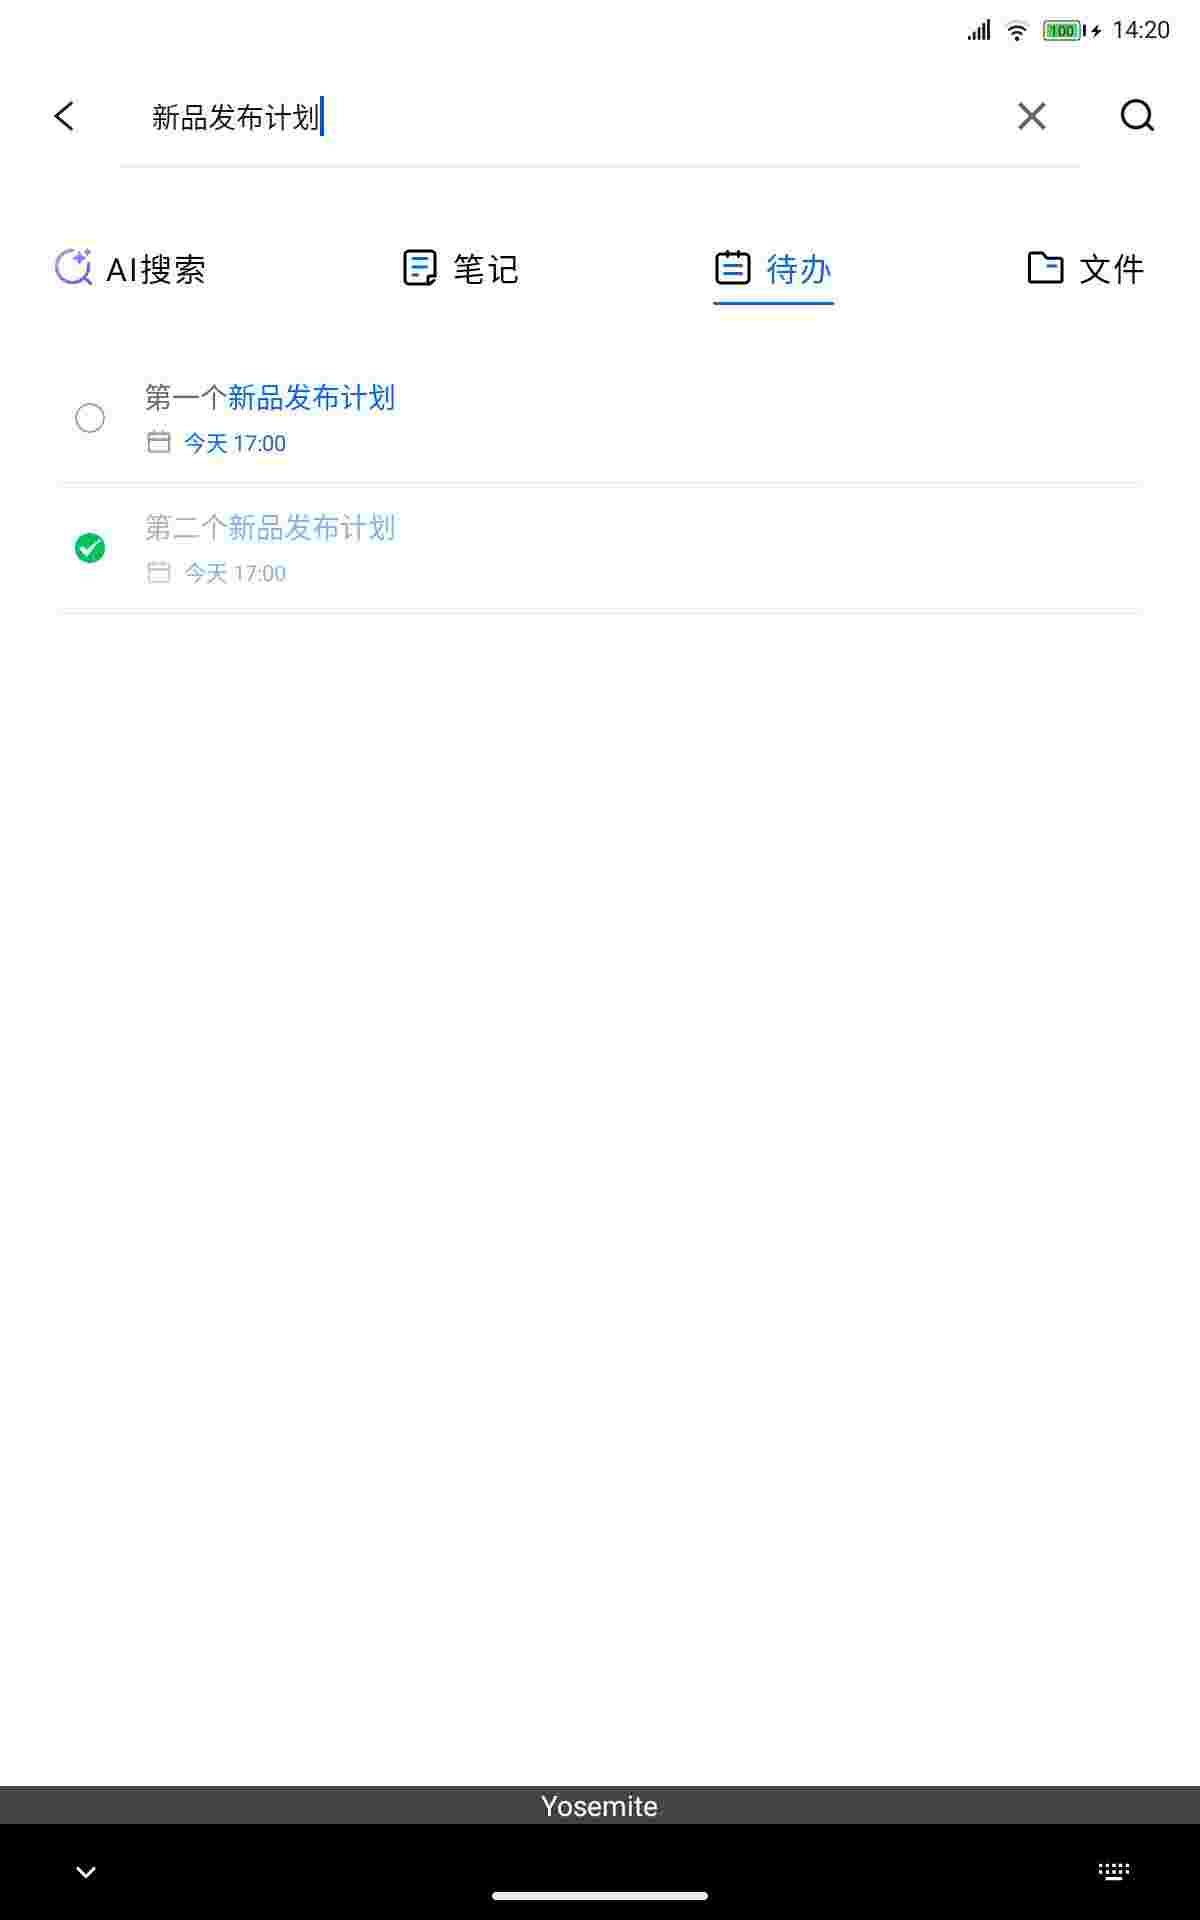 100 14:20
新品发布计划
AI搜索 笔记 待办 文件
第一个新品发布计划
今天 17:00
第二个新品发布计划
今天 17:00
Yosemite